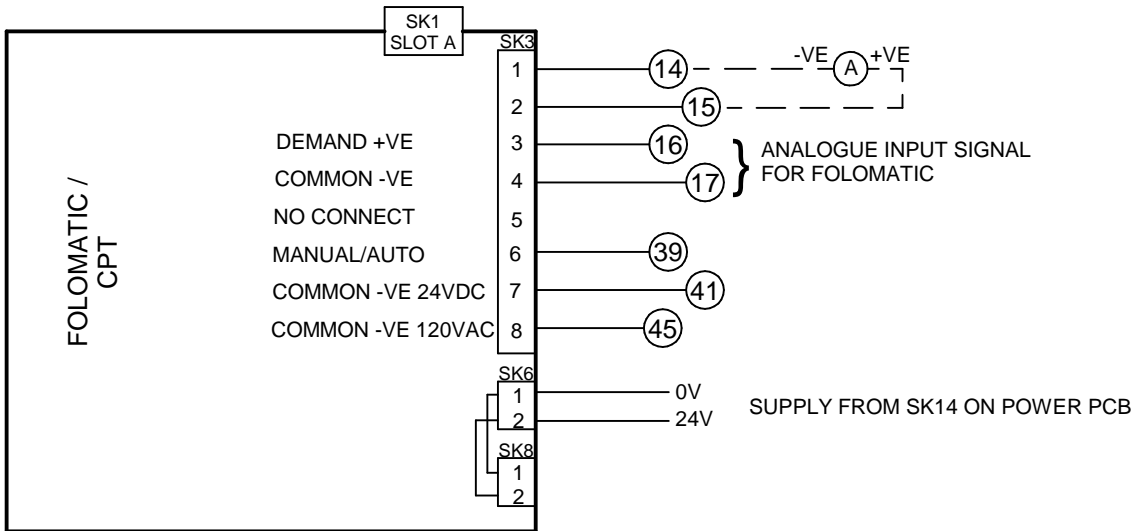 SK1
SLOT A
SK3
1 14 -VE A +VE
2 15
DEMAND +VE 3 16
COMMON -VE 4 17
} ANALOGUE INPUT SIGNAL
FOR FOLOMATIC
NO CONNECT 5
MANUAL/AUTO 6 39
COMMON -VE 24VDC 7 41
COMMON -VE 120VAC 8 45
FOLOMATIC /
CPT
SK6
1 0V
2 24V
SUPPLY FROM SK14 ON POWER PCB
SK8
1
2